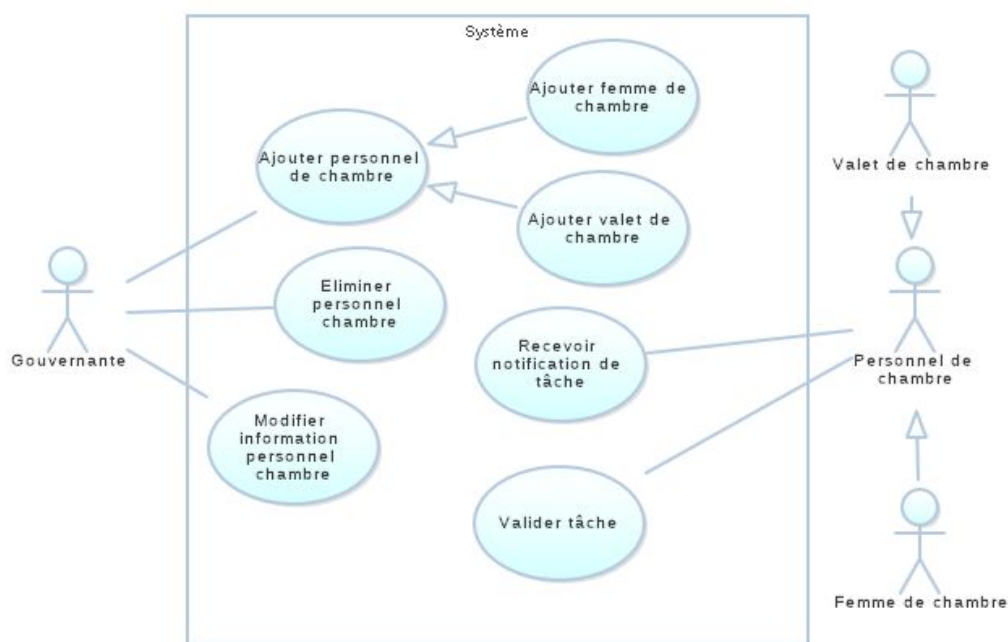 Système
Ajouter femme de
chambre
Ajouter personnel
de chambre
Valet de chambre
Ajouter valet de
chambre
Eliminer
personnel
chambre
Gouvernante
Recevoir
notification de
tâche
Personnel de
chambre
Modifier
information
personnel
chambre
Valider tâche
Femme de chambre